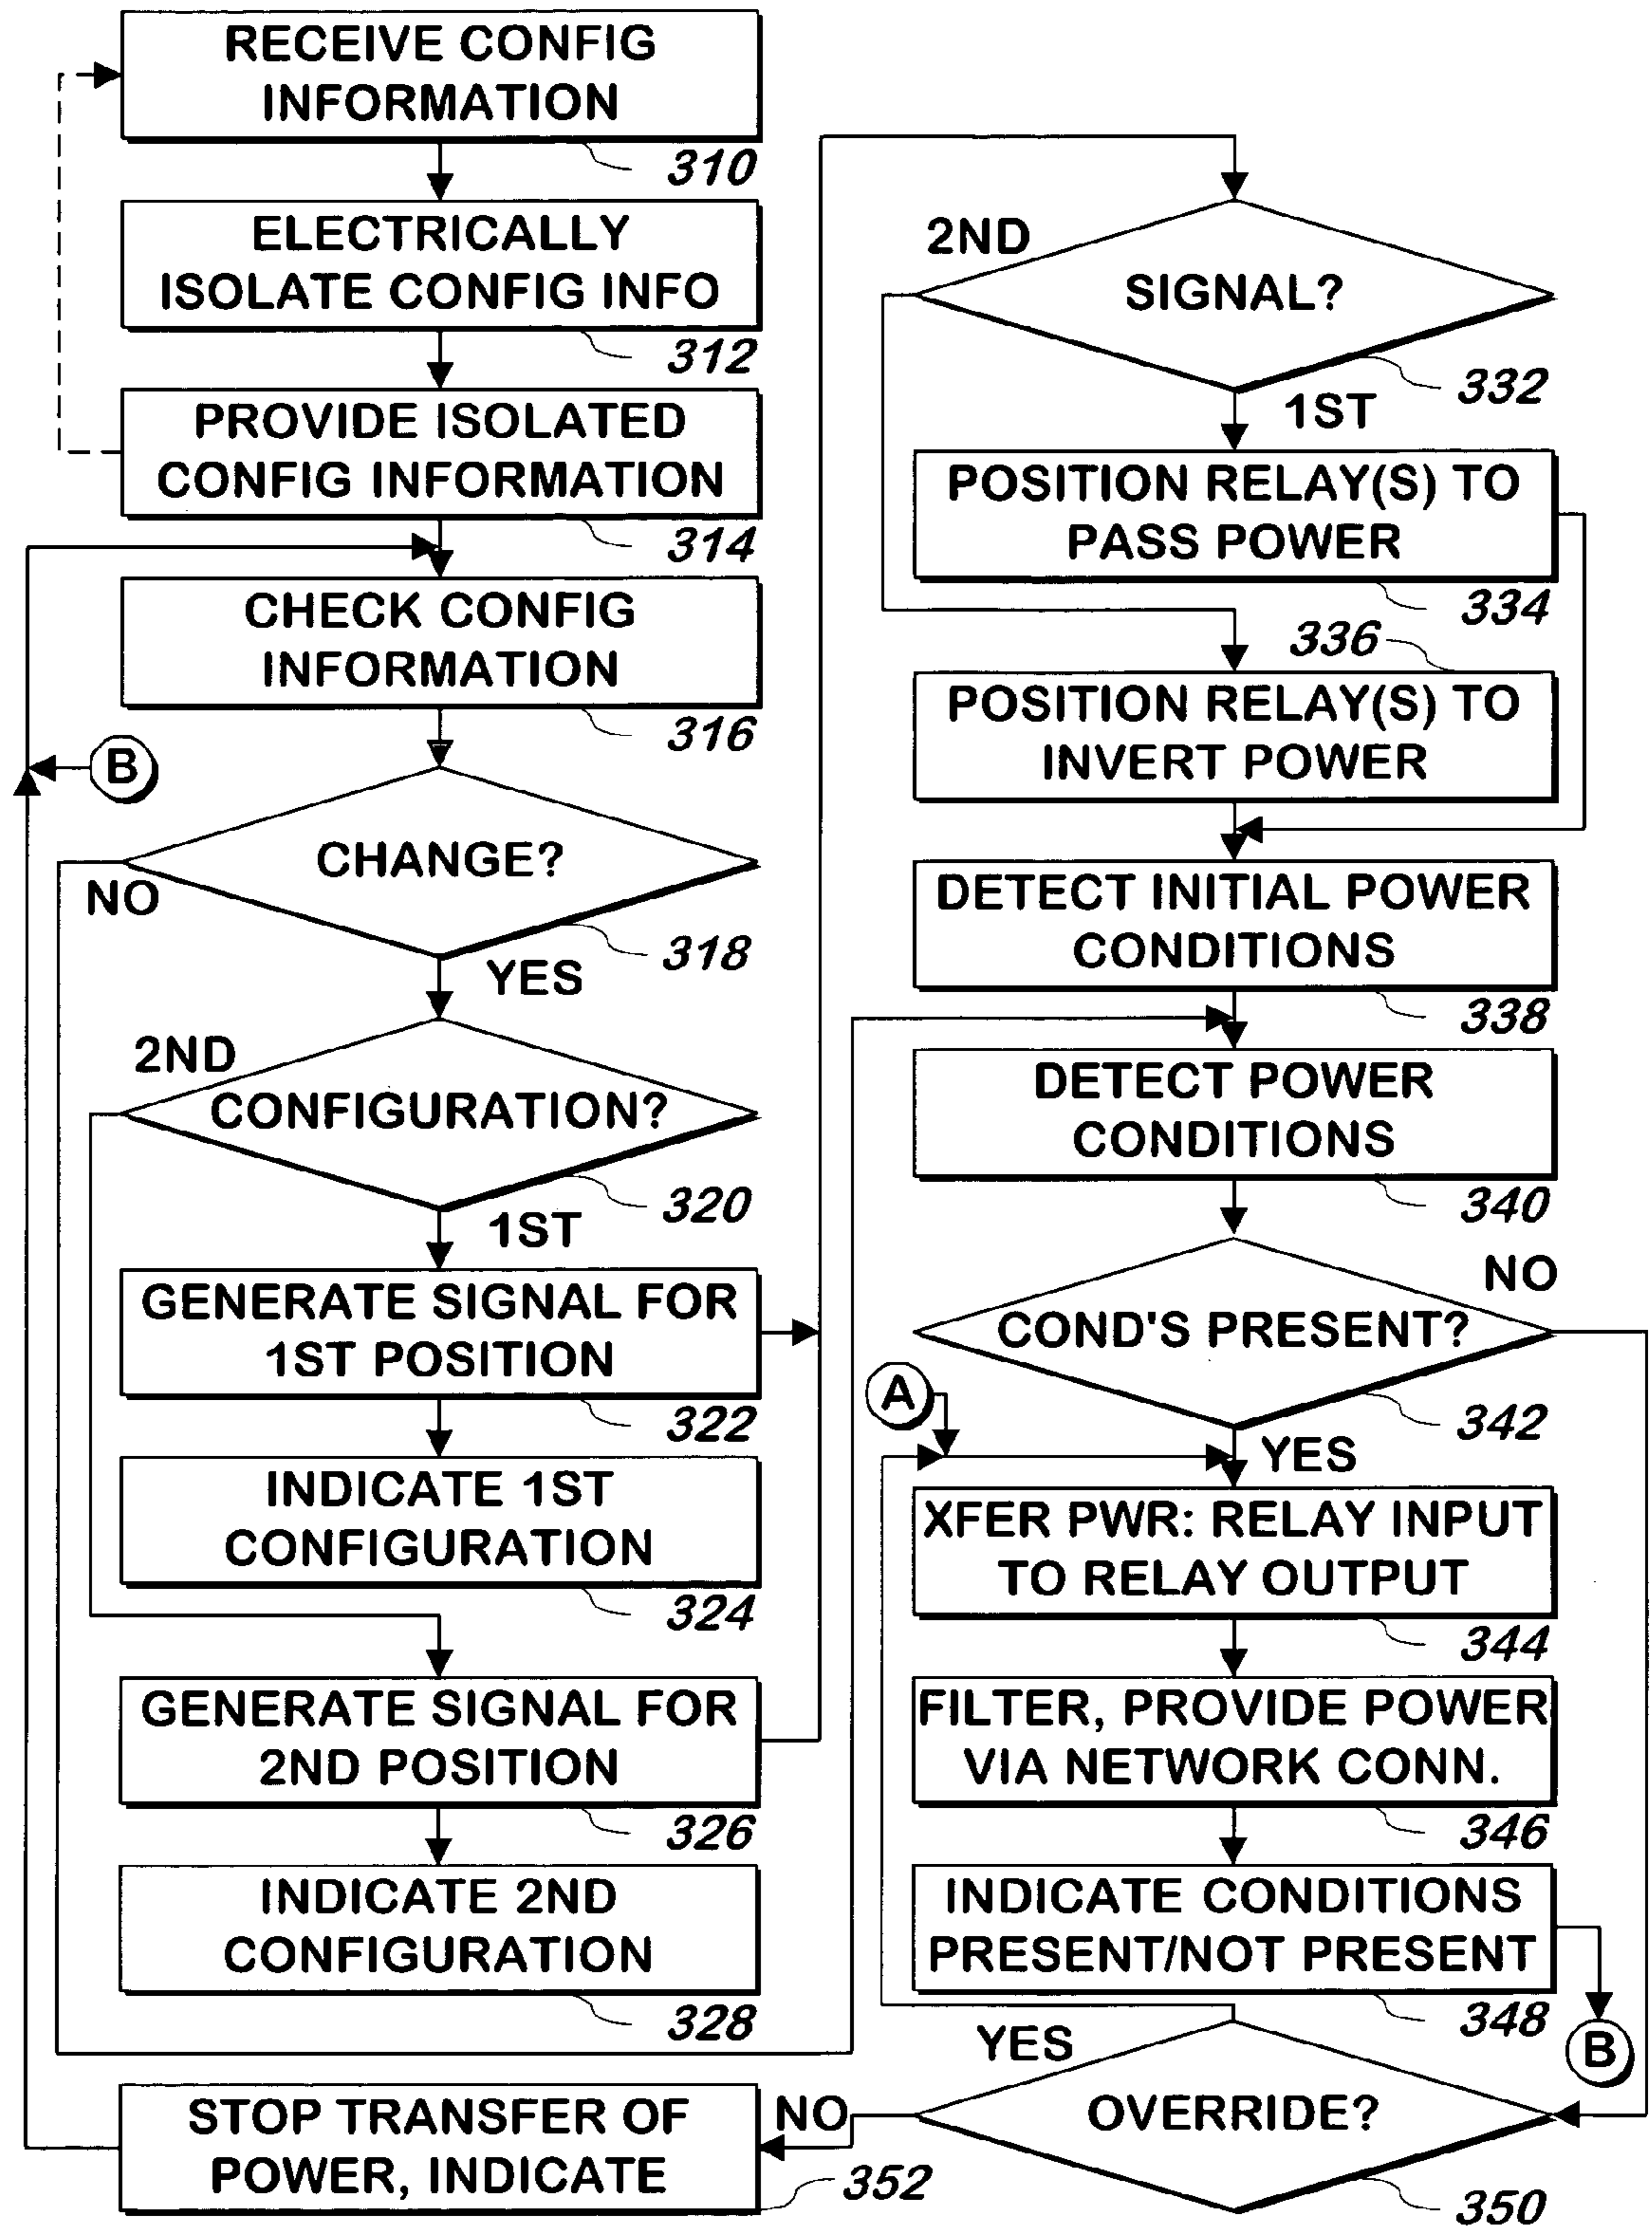 RECEIVE CONFIG
INFORMATION
310
ELECTRICALLY
ISOLATE CONFIG INFO
312
PROVIDE ISOLATED
CONFIG INFORMATION
314
CHECK CONFIG
INFORMATION
316
B
CHANGE?
NO
318
YES
2ND
CONFIGURATION?
320
1ST
GENERATE SIGNAL FOR
1ST POSITION
322
INDICATE 1ST
CONFIGURATION
324
GENERATE SIGNAL FOR
2ND POSITION
326
INDICATE 2ND
CONFIGURATION
328
STOP TRANSFER OF
POWER, INDICATE
352
2ND
SIGNAL?
332
1ST
POSITION RELAY(S) TO
PASS POWER
334
336
POSITION RELAY(S) TO
INVERT POWER
DETECT INITIAL POWER
CONDITIONS
338
DETECT POWER
CONDITIONS
340
NO
COND'S PRESENT?
A
342
YES
XFER PWR: RELAY INPUT
TO RELAY OUTPUT
344
FILTER, PROVIDE POWER
VIA NETWORK CONN.
346
INDICATE CONDITIONS
PRESENT/NOT PRESENT
348
B
YES
NO
OVERRIDE?
350